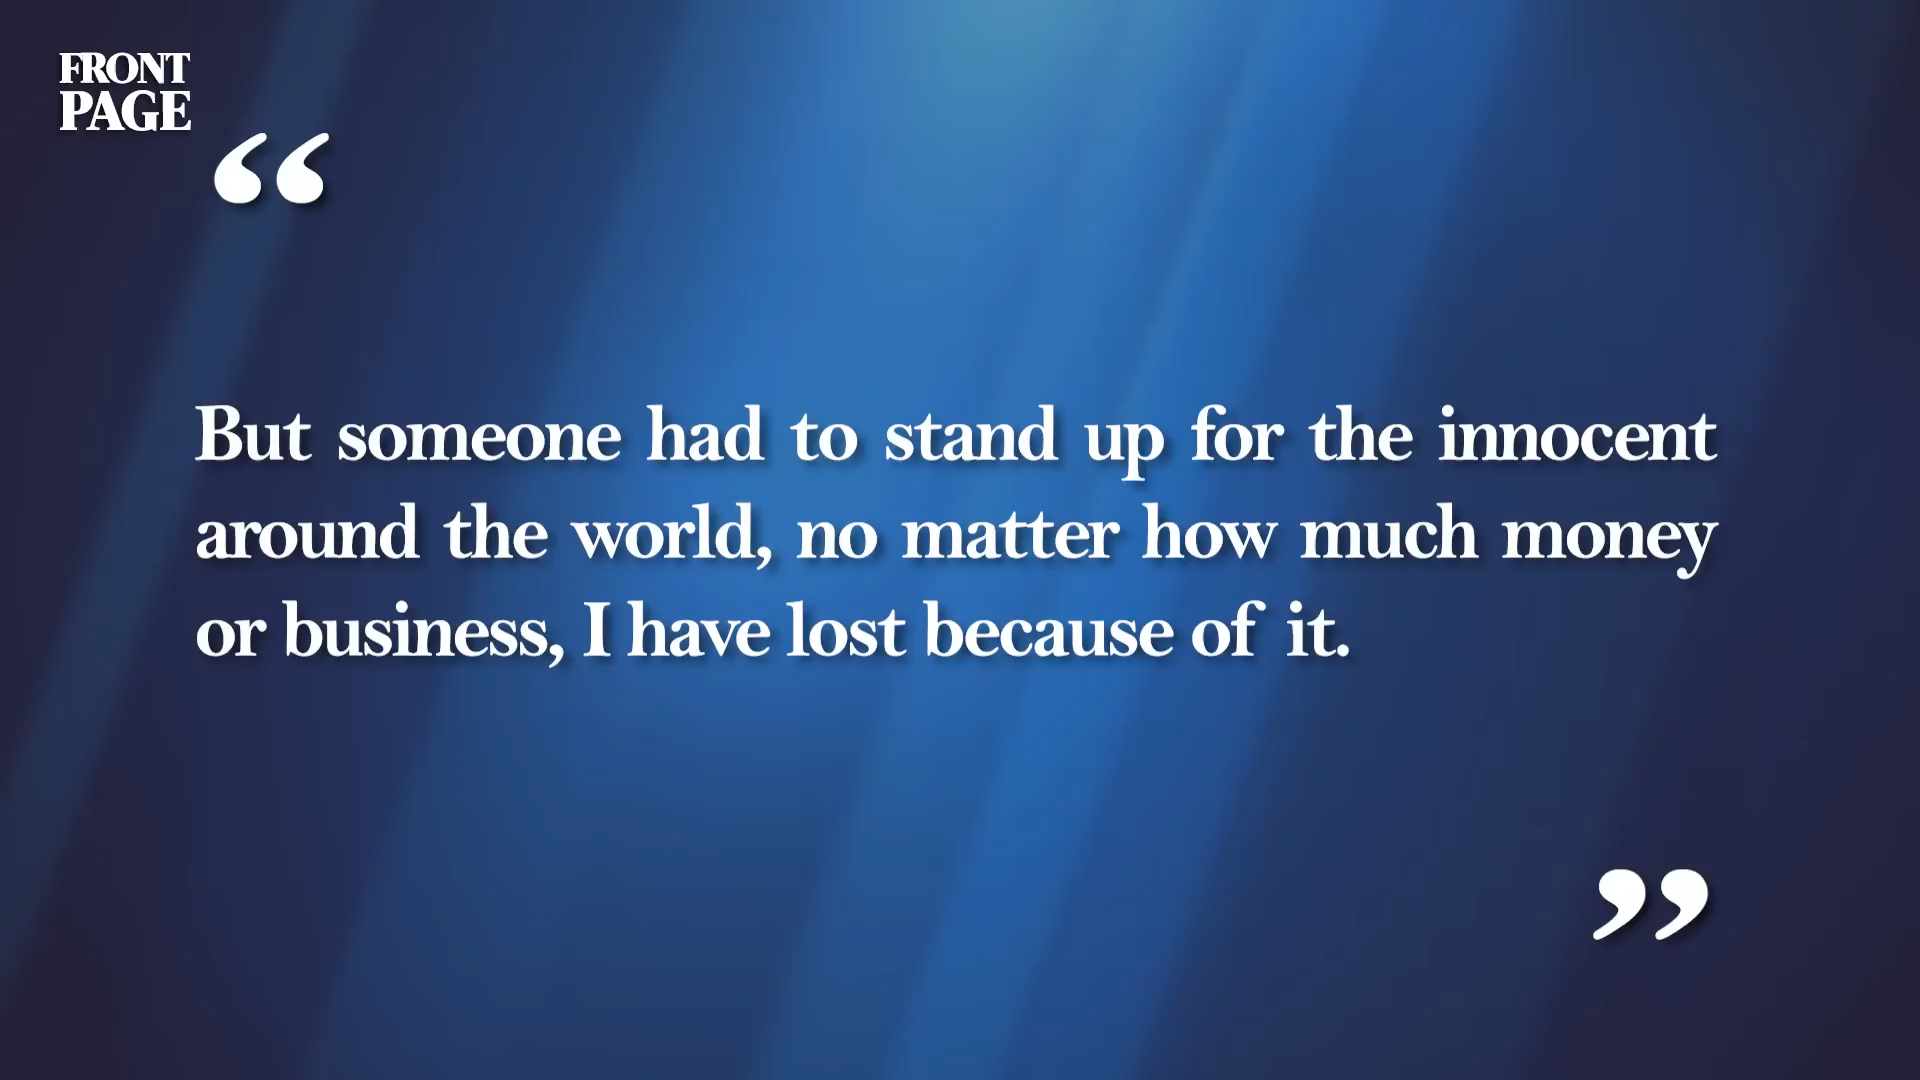 FRONT
PAGE
“
But someone had to stand up for the innocent
around the world, no matter how much money
or business, I have lost because of it.
”